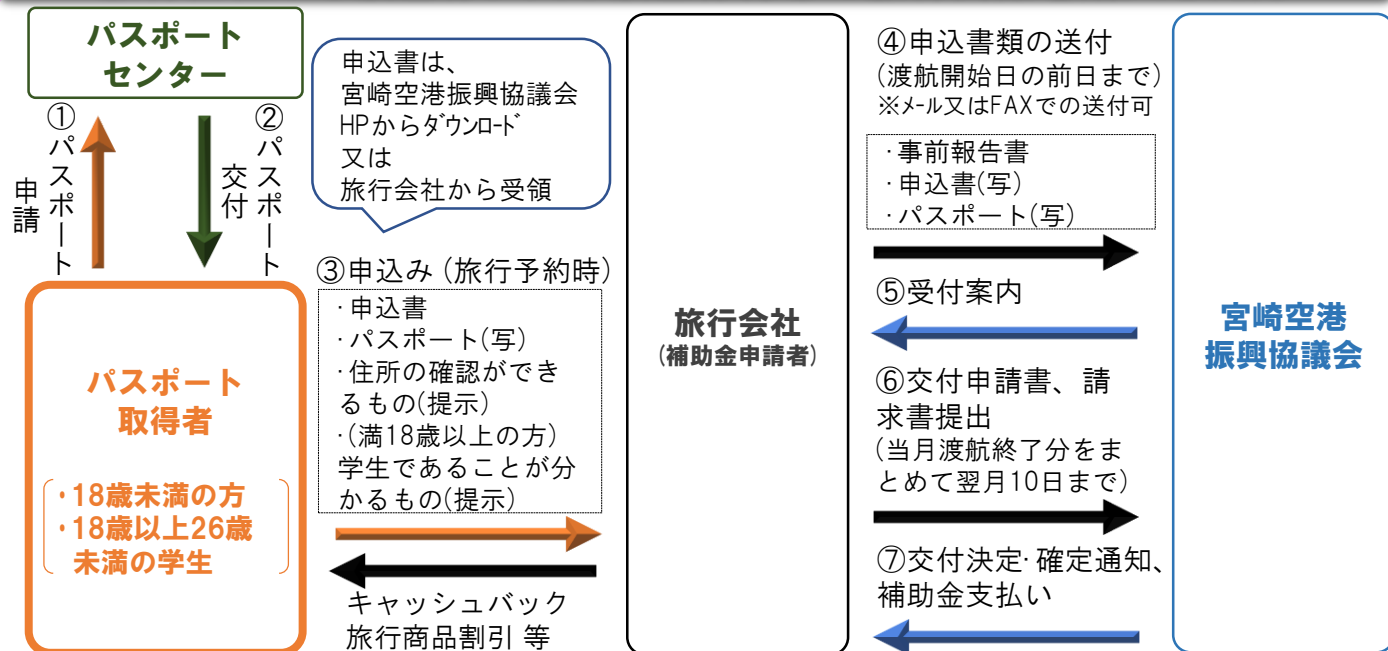 パスポート
センター
①パスポート
申請
②パスポート
交付
申込書は、
宮崎空港振興協議会
HPからﾀﾞｳﾝﾛｰﾄﾞ
又は
旅行会社から受領
パスポート
取得者
・18歳未満の方
・18歳以上26歳
未満の学生
③申込み(旅行予約時)
・申込書
・パスポート(写)
・住所の確認ができ
るもの(提示)
・(満18歳以上の方)
学生であることが分
かるもの(提示)
キャッシュバック
旅行商品割引 等
旅行会社
(補助金申請者)
④申込書類の送付
(渡航開始日の前日まで)
※ﾒｰﾙ又はFAXでの送付可
・事前報告書
・申込書(写)
・パスポート(写)
⑤受付案内
⑥交付申請書、請
求書提出
(当月渡航終了分をま
とめて翌月10日まで)
⑦交付決定・確定通知、
補助金支払い
宮崎空港
振興協議会